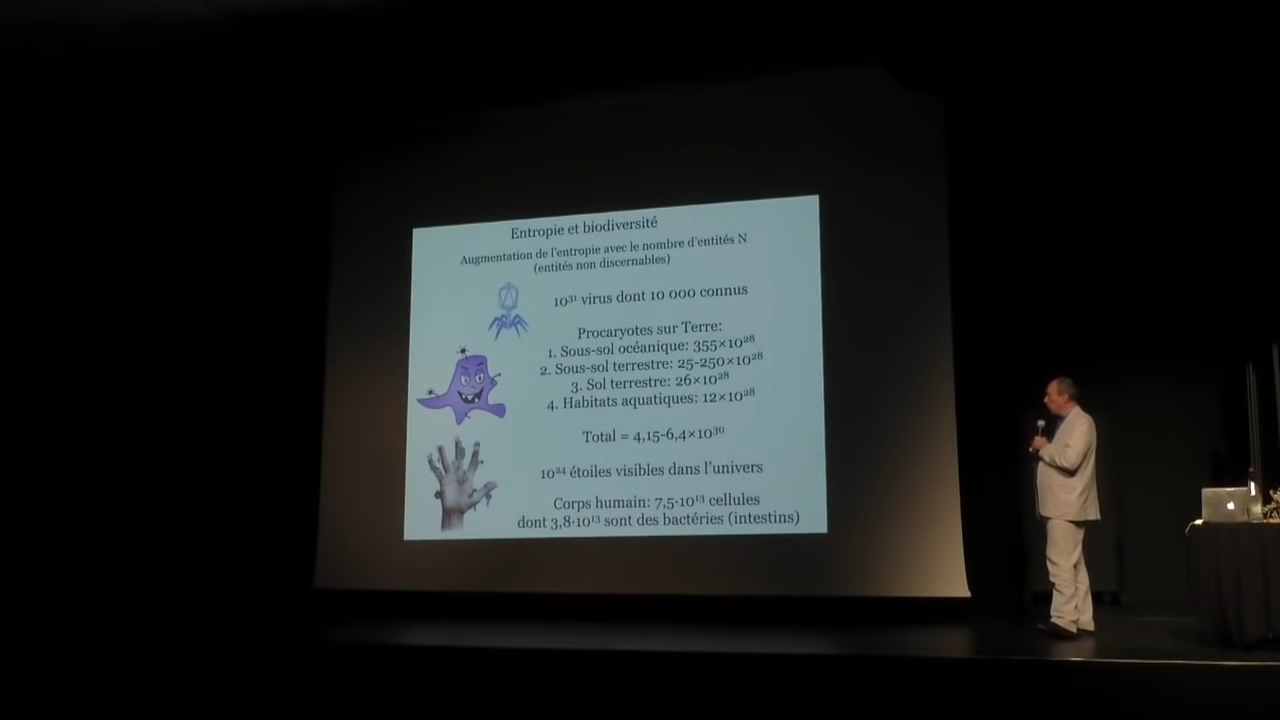 Entropie et biodiversité
Augmentation de l'entropie avec le nombre d'entités N
(entités non discernables)
10³¹ virus dont 10 000 connus
Procaryotes sur Terre:
1. Sous-sol océanique: 355×10²⁸
2. Sous-sol terrestre: 25-250×10²⁸
3. Sol terrestre: 26×10²⁸
4. Habitats aquatiques: 12×10²⁸
Total = 4,15-6,4×10³⁰
10²⁴ étoiles visibles dans l'univers
Corps humain: 7,5·10¹³ cellules
dont 3,8·10¹³ sont des bactéries (intestins)